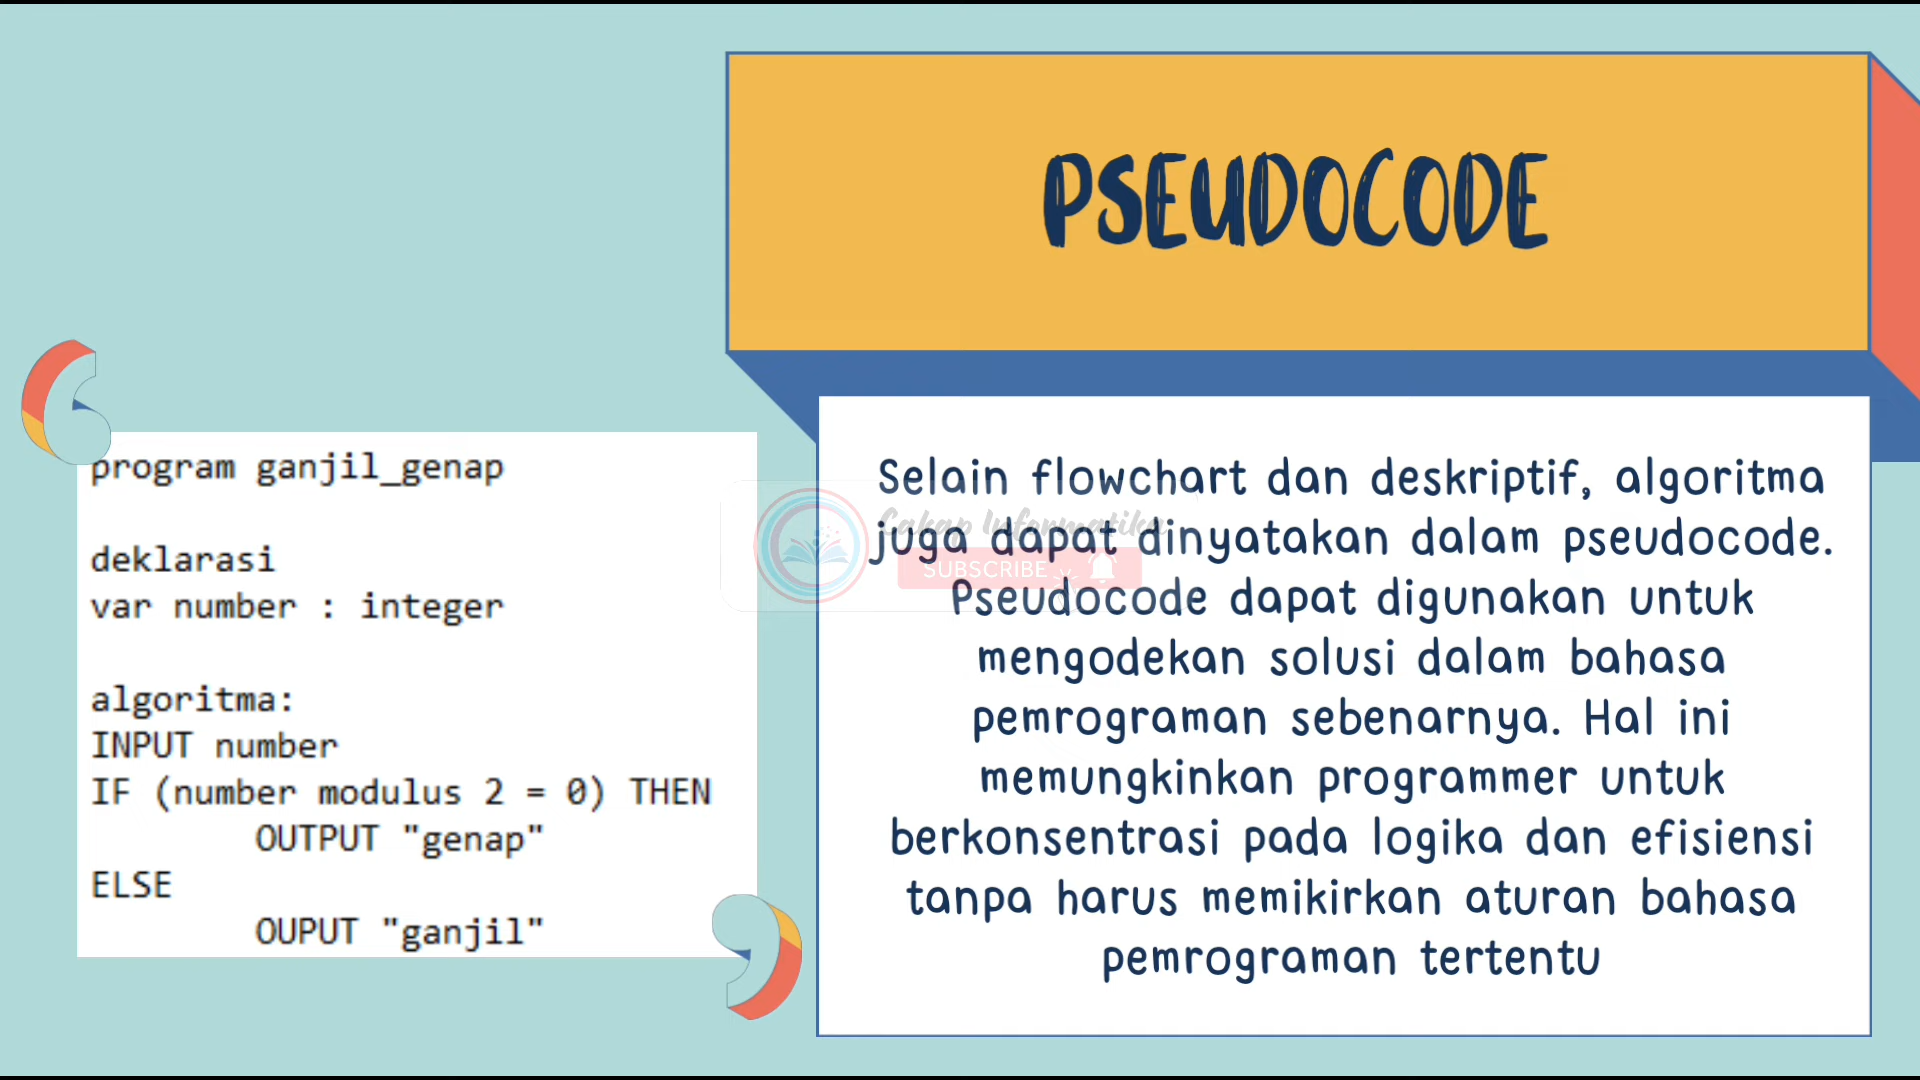 PSEUDOCODE
program ganjil_genap
deklarasi
var number : integer
algoritma:
INPUT number
IF (number modulus 2 = 0) THEN
OUTPUT "genap"
ELSE
OUPUT "ganjil"
Selain flowchart dan deskriptif, algoritma
juga dapat dinyatakan dalam pseudocode.
Pseudocode dapat digunakan untuk
mengodekan solusi dalam bahasa
pemrograman sebenarnya. Hal ini
memungkinkan programmer untuk
berkonsentrasi pada logika dan efisiensi
tanpa harus memikirkan aturan bahasa
pemrograman tertentu
Cakap Informatika
SUBSCRIBE